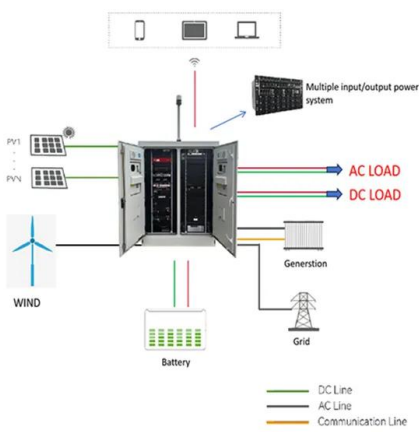 Multiple input/output power
system
PV1
PVN
AC LOAD
DC LOAD
WIND
Generstion
Grid
Battery
DC Line
AC Line
Communication Line